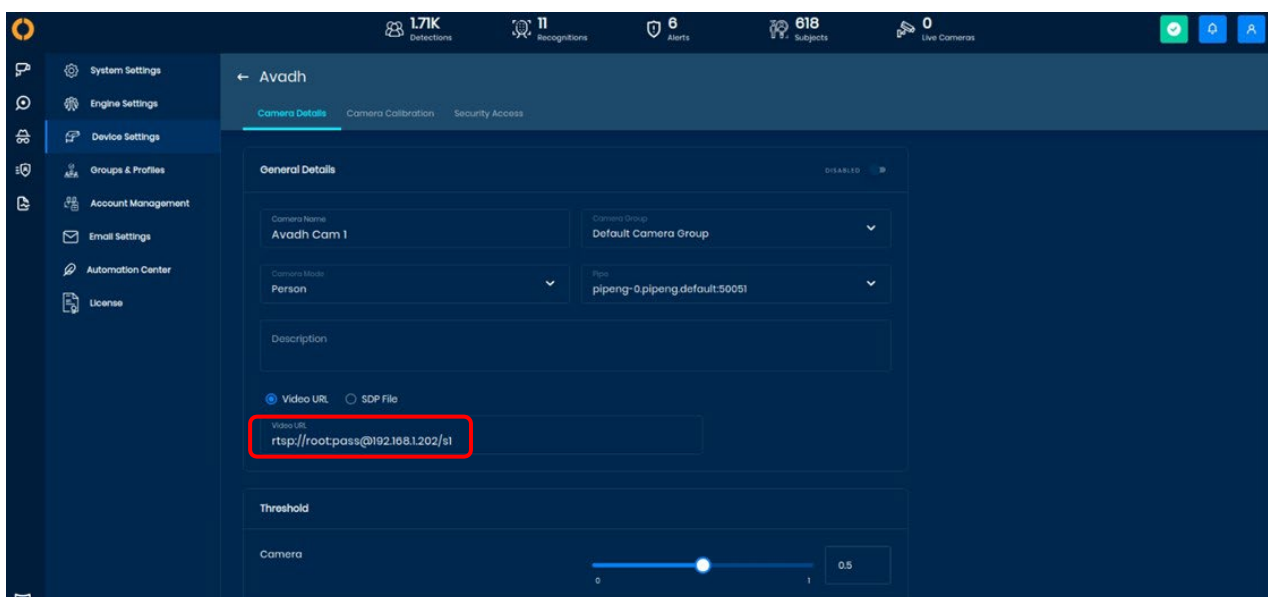 1.71K
Detections
11
Recognitions
6
Alerts
618
Subjects
0
Live Cameras
System Settings
Engine Settings
Device Settings
Groups & Profiles
Account Management
Email Settings
Automation Center
License
← Avadh
Camera Details Camera Calibration Security Access
General Details
DISABLED
Camera Name
Avadh Cam 1
Camera Group
Default Camera Group
Camera Mode
Person
Pipe
pipeng-0.pipeng.default:50051
Description
Video URL SDP File
Video URL
rtsp://root:pass@192.168.1.202/s1
Threshold
Camera
0.5
0 1